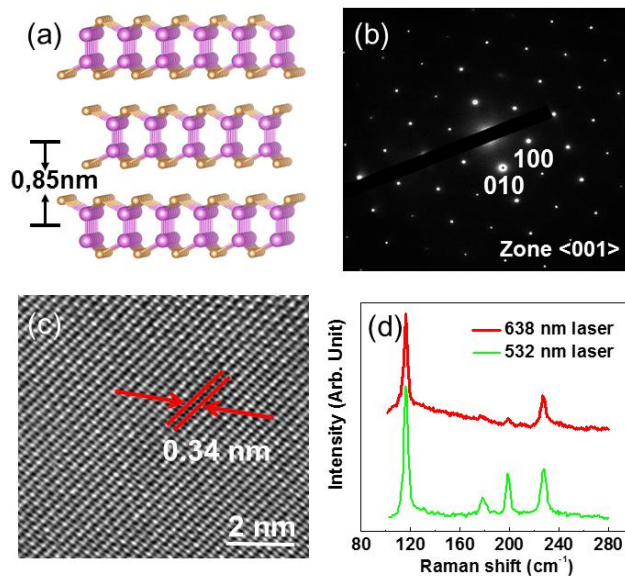 (a)
0,85nm
(b)
100
010
Zone <001>
(c)
0.34 nm
2 nm
(d)
638 nm laser
532 nm laser
Intensity (Arb. Unit)
80 120 160 200 240 280
Raman shift (cm⁻¹)